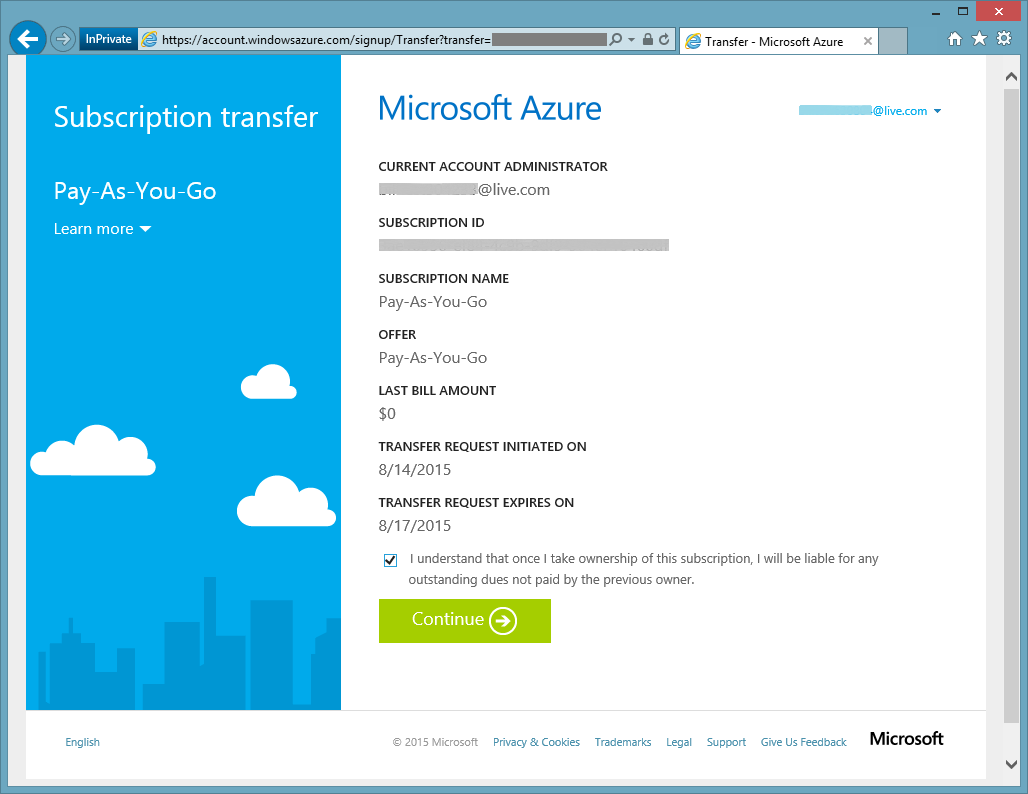 InPrivate
https://account.windowsazure.com/signup/Transfer?transfer=
Transfer - Microsoft Azure
Subscription transfer
Pay-As-You-Go
Learn more
Microsoft Azure
@live.com
CURRENT ACCOUNT ADMINISTRATOR
@live.com
SUBSCRIPTION ID
SUBSCRIPTION NAME
Pay-As-You-Go
OFFER
Pay-As-You-Go
LAST BILL AMOUNT
$0
TRANSFER REQUEST INITIATED ON
8/14/2015
TRANSFER REQUEST EXPIRES ON
8/17/2015
I understand that once I take ownership of this subscription, I will be liable for any
outstanding dues not paid by the previous owner.
Continue
English
© 2015 Microsoft Privacy & Cookies Trademarks Legal Support Give Us Feedback Microsoft